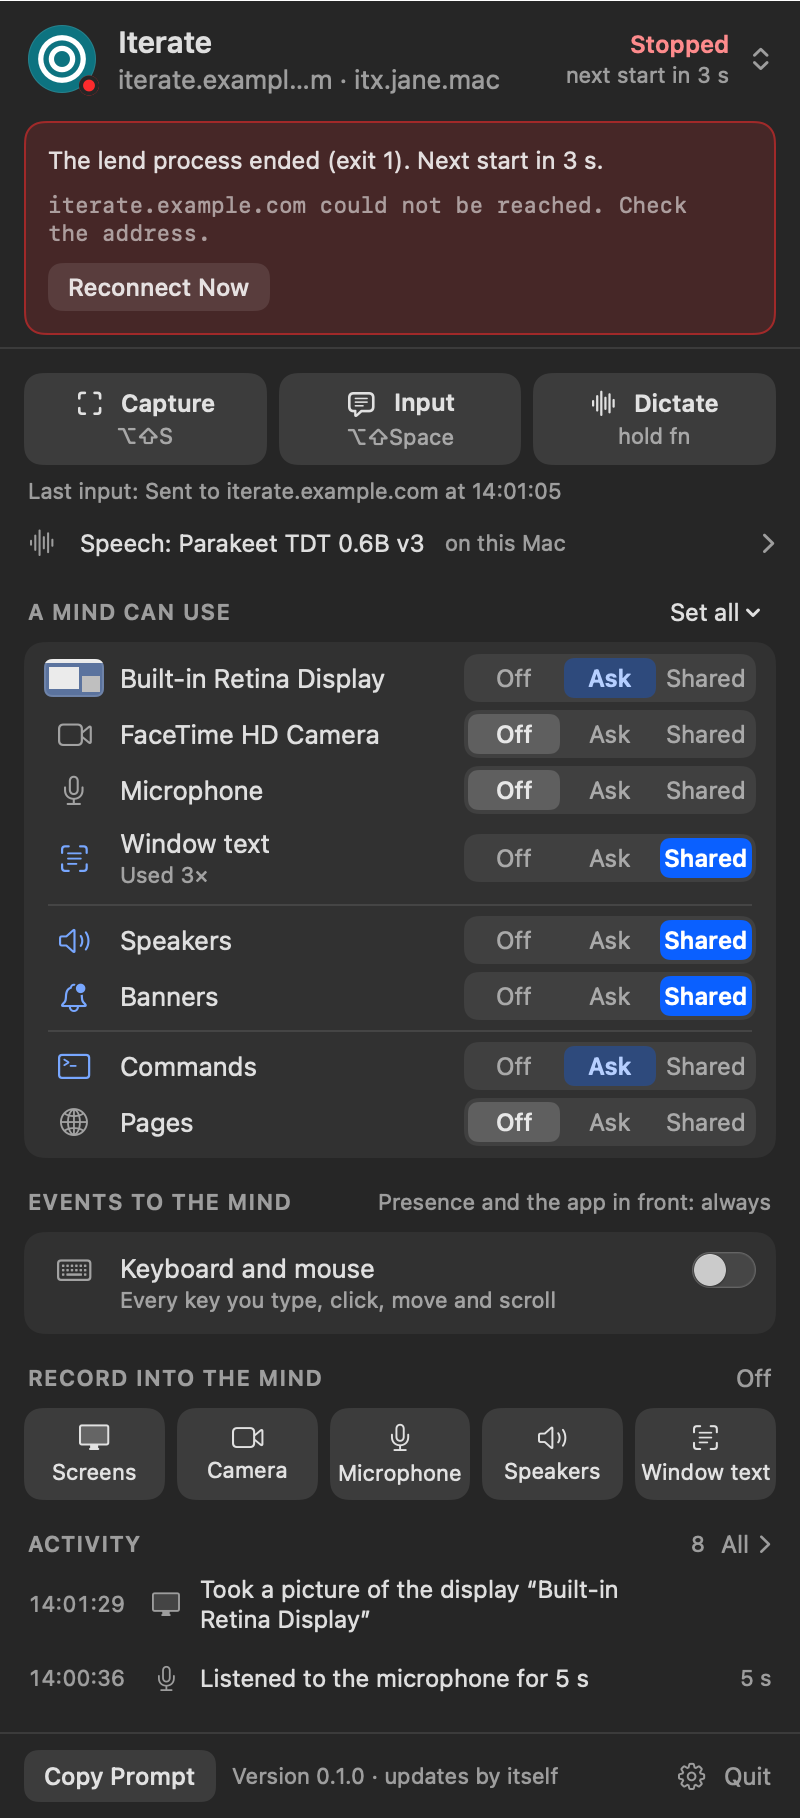 Iterate
Stopped
iterate.exampl...m · itx.jane.mac
next start in 3 s
The lend process ended (exit 1). Next start in 3 s.
iterate.example.com could not be reached. Check
the address.
Reconnect Now
Capture
⌥⇧S
Input
⌥⇧Space
Dictate
hold fn
Last input: Sent to iterate.example.com at 14:01:05
Speech: Parakeet TDT 0.6B v3 on this Mac
A MIND CAN USE
Set all
Built-in Retina Display
Off Ask Shared
FaceTime HD Camera
Off Ask Shared
Microphone
Off Ask Shared
Window text
Used 3×
Off Ask Shared
Speakers
Off Ask Shared
Banners
Off Ask Shared
Commands
Off Ask Shared
Pages
Off Ask Shared
EVENTS TO THE MIND
Presence and the app in front: always
Keyboard and mouse
Every key you type, click, move and scroll
RECORD INTO THE MIND
Off
Screens
Camera
Microphone
Speakers
Window text
ACTIVITY
8 All
14:01:29
Took a picture of the display “Built-in
Retina Display”
14:00:36
Listened to the microphone for 5 s
5 s
Copy Prompt
Version 0.1.0 · updates by itself
Quit